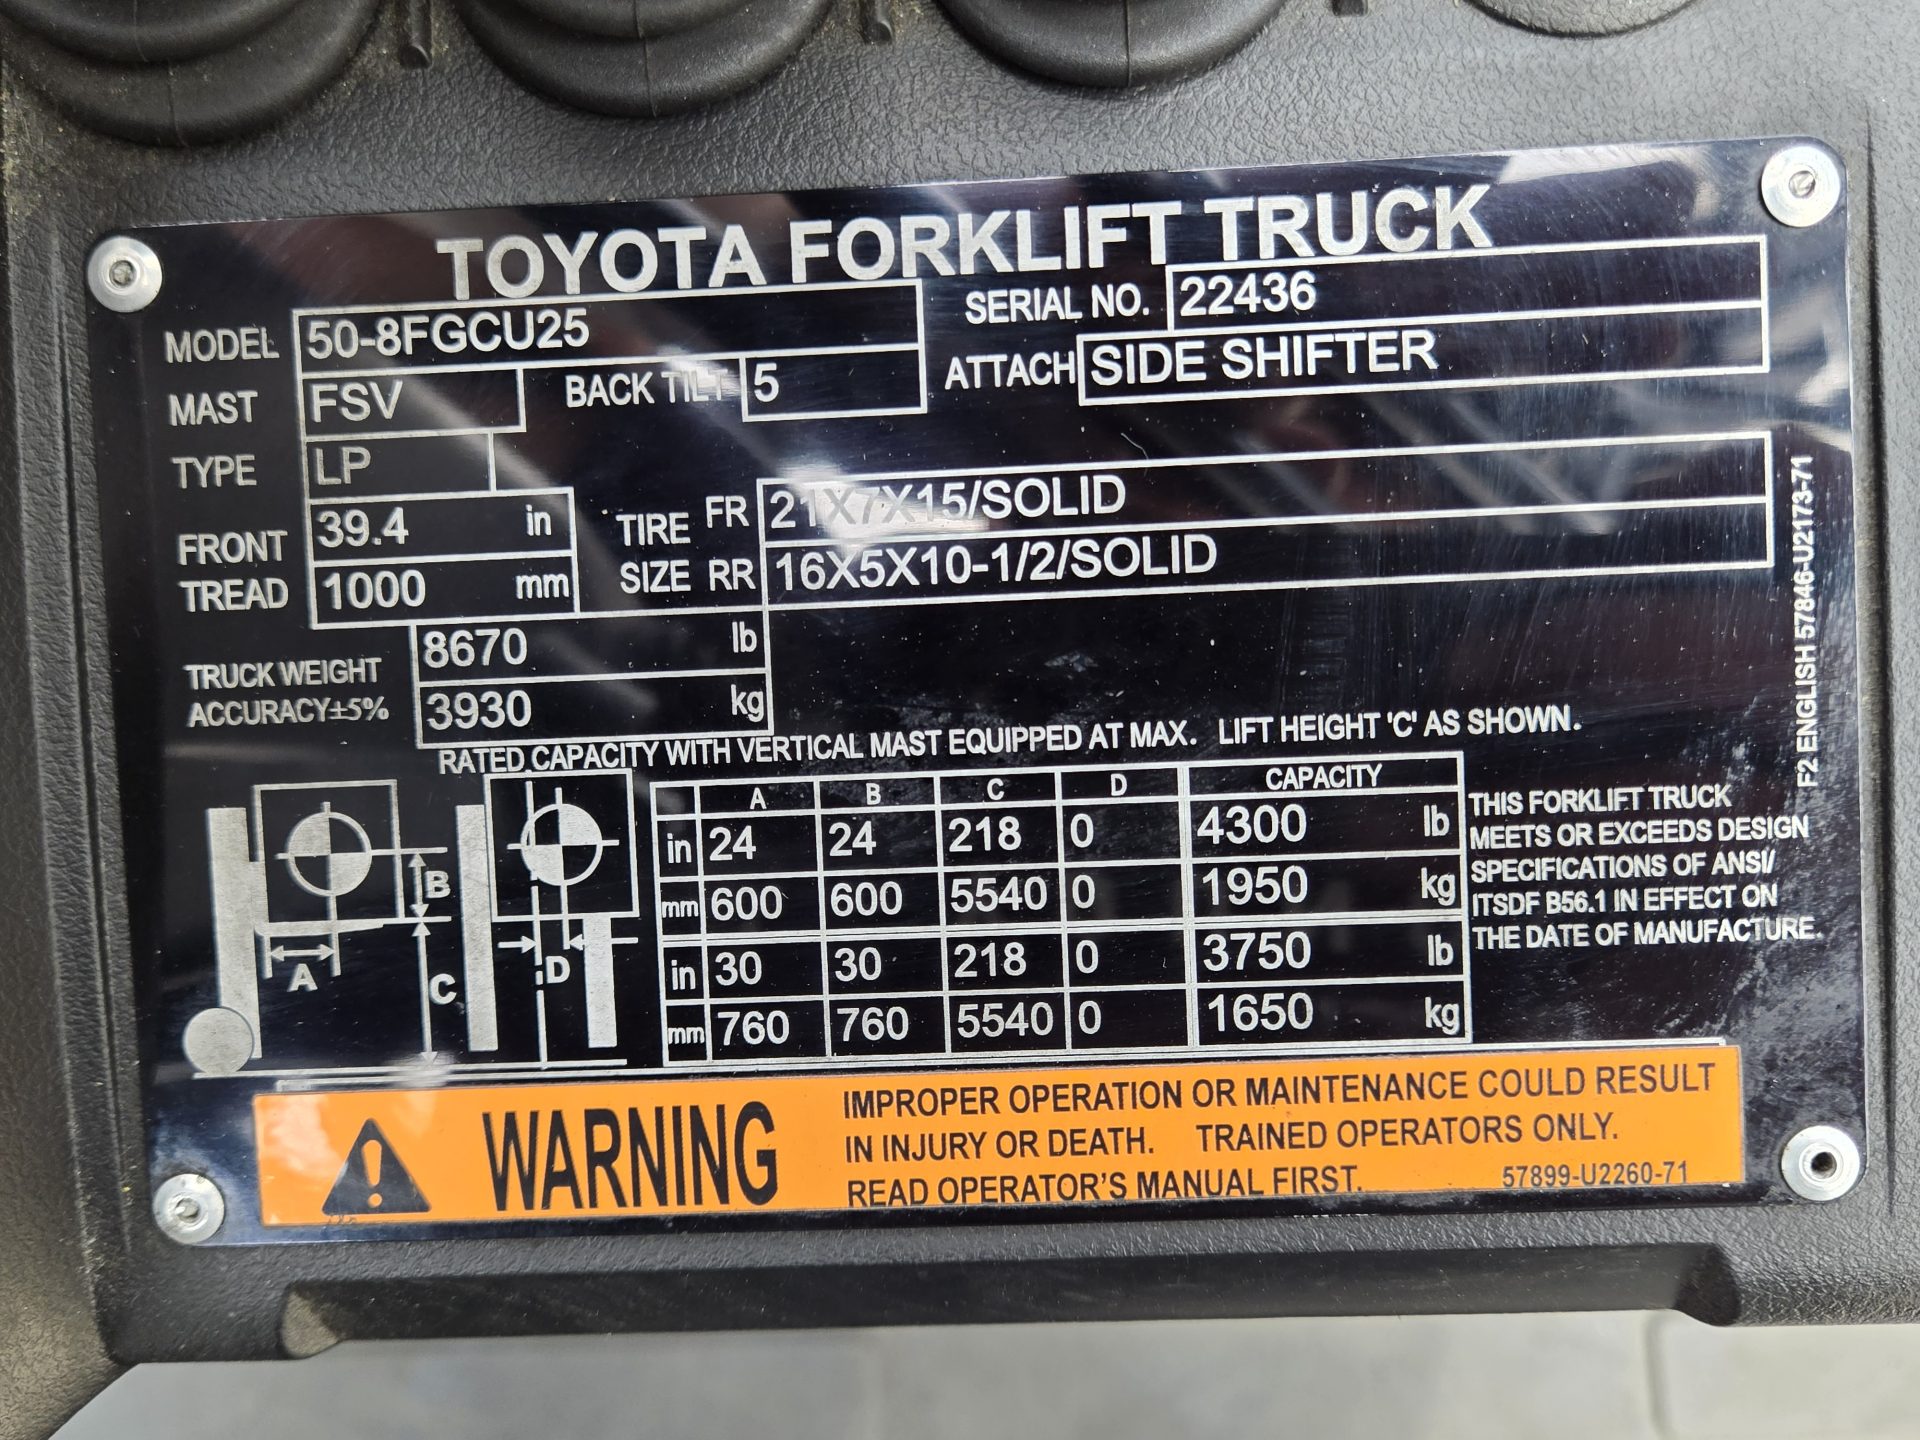 TOYOTA FORKLIFT TRUCK
MODEL 50-8FGCU25 SERIAL NO. 22436
MAST FSV BACK TILT 5 ATTACH SIDE SHIFTER
TYPE LP
FRONT TREAD 39.4 in TIRE SIZE FR 21X7X15/SOLID
1000 mm RR 16X5X10-1/2/SOLID
TRUCK WEIGHT 8670 lb
ACCURACY±5% 3930 kg
RATED CAPACITY WITH VERTICAL MAST EQUIPPED AT MAX. LIFT HEIGHT 'C' AS SHOWN.
A B C D CAPACITY
in 24 24 218 0 4300 lb
mm 600 600 5540 0 1950 kg
in 30 30 218 0 3750 lb
mm 760 760 5540 0 1650 kg
B
A
C
D
THIS FORKLIFT TRUCK
MEETS OR EXCEEDS DESIGN
SPECIFICATIONS OF ANSI/
ITSDF B56.1 IN EFFECT ON
THE DATE OF MANUFACTURE.
F2 ENGLISH 57846-U2173-71
WARNING
IMPROPER OPERATION OR MAINTENANCE COULD RESULT
IN INJURY OR DEATH. TRAINED OPERATORS ONLY.
READ OPERATOR'S MANUAL FIRST. 57899-U2260-71